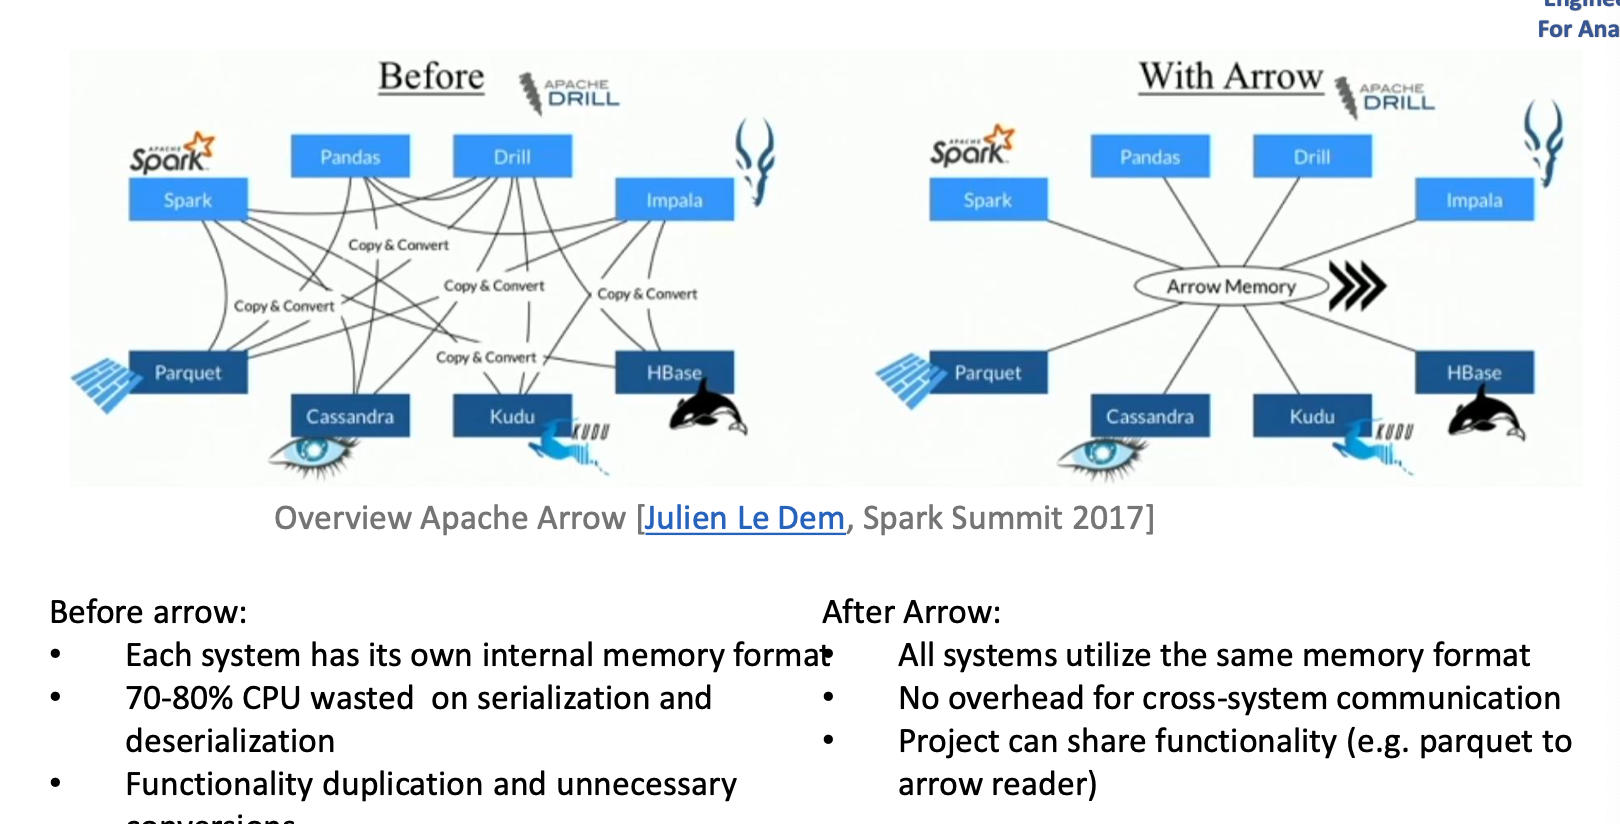 For Ana
Before
APACHE
DRILL
APACHE
Spark
Pandas
Drill
Spark
Impala
Copy & Convert
Copy & Convert
Copy & Convert
Copy & Convert
Copy & Convert
Parquet
HBase
Cassandra
Kudu
KUDU
With Arrow
APACHE
DRILL
APACHE
Spark
Pandas
Drill
Spark
Impala
Arrow Memory
Parquet
HBase
Cassandra
Kudu
KUDU
Overview Apache Arrow [Julien Le Dem, Spark Summit 2017]
Before arrow:
• Each system has its own internal memory format
• 70-80% CPU wasted on serialization and
deserialization
• Functionality duplication and unnecessary
conversions
After Arrow:
• All systems utilize the same memory format
• No overhead for cross-system communication
• Project can share functionality (e.g. parquet to
arrow reader)